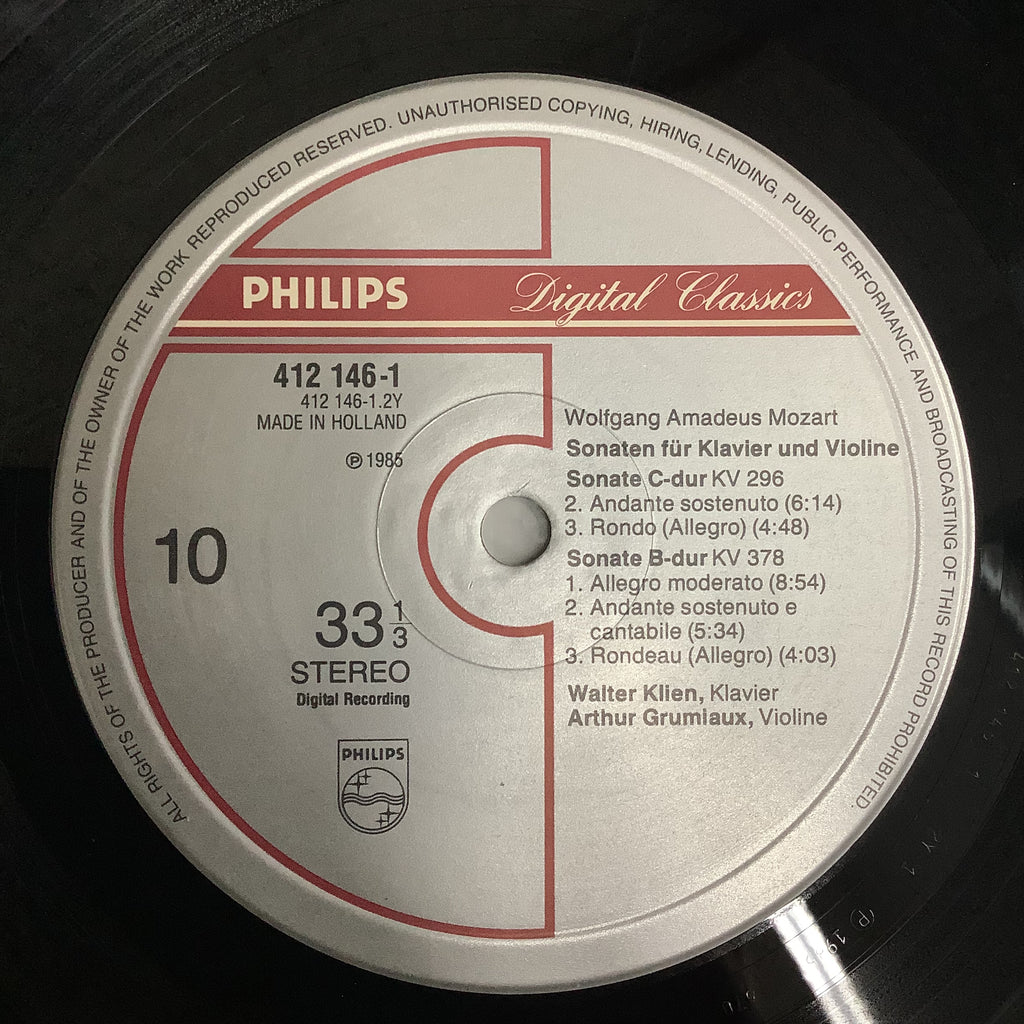 ALL RIGHTS OF THE PRODUCER AND OF THE OWNER OF THE WORK REPRODUCED RESERVED. UNAUTHORISED COPYING, HIRING, LENDING, PUBLIC PERFORMANCE AND BROADCASTING OF THIS RECORD PROHIBITED.
PHILIPS Digital Classics
412 146-1
412 146-1.2Y
MADE IN HOLLAND
℗ 1985
10
33 1/3
STEREO
Digital Recording
PHILIPS
Wolfgang Amadeus Mozart
Sonaten für Klavier und Violine
Sonate C-dur KV 296
2. Andante sostenuto (6:14)
3. Rondo (Allegro) (4:48)
Sonate B-dur KV 378
1. Allegro moderato (8:54)
2. Andante sostenuto e
cantabile (5:34)
3. Rondeau (Allegro) (4:03)
Walter Klien, Klavier
Arthur Grumiaux, Violine